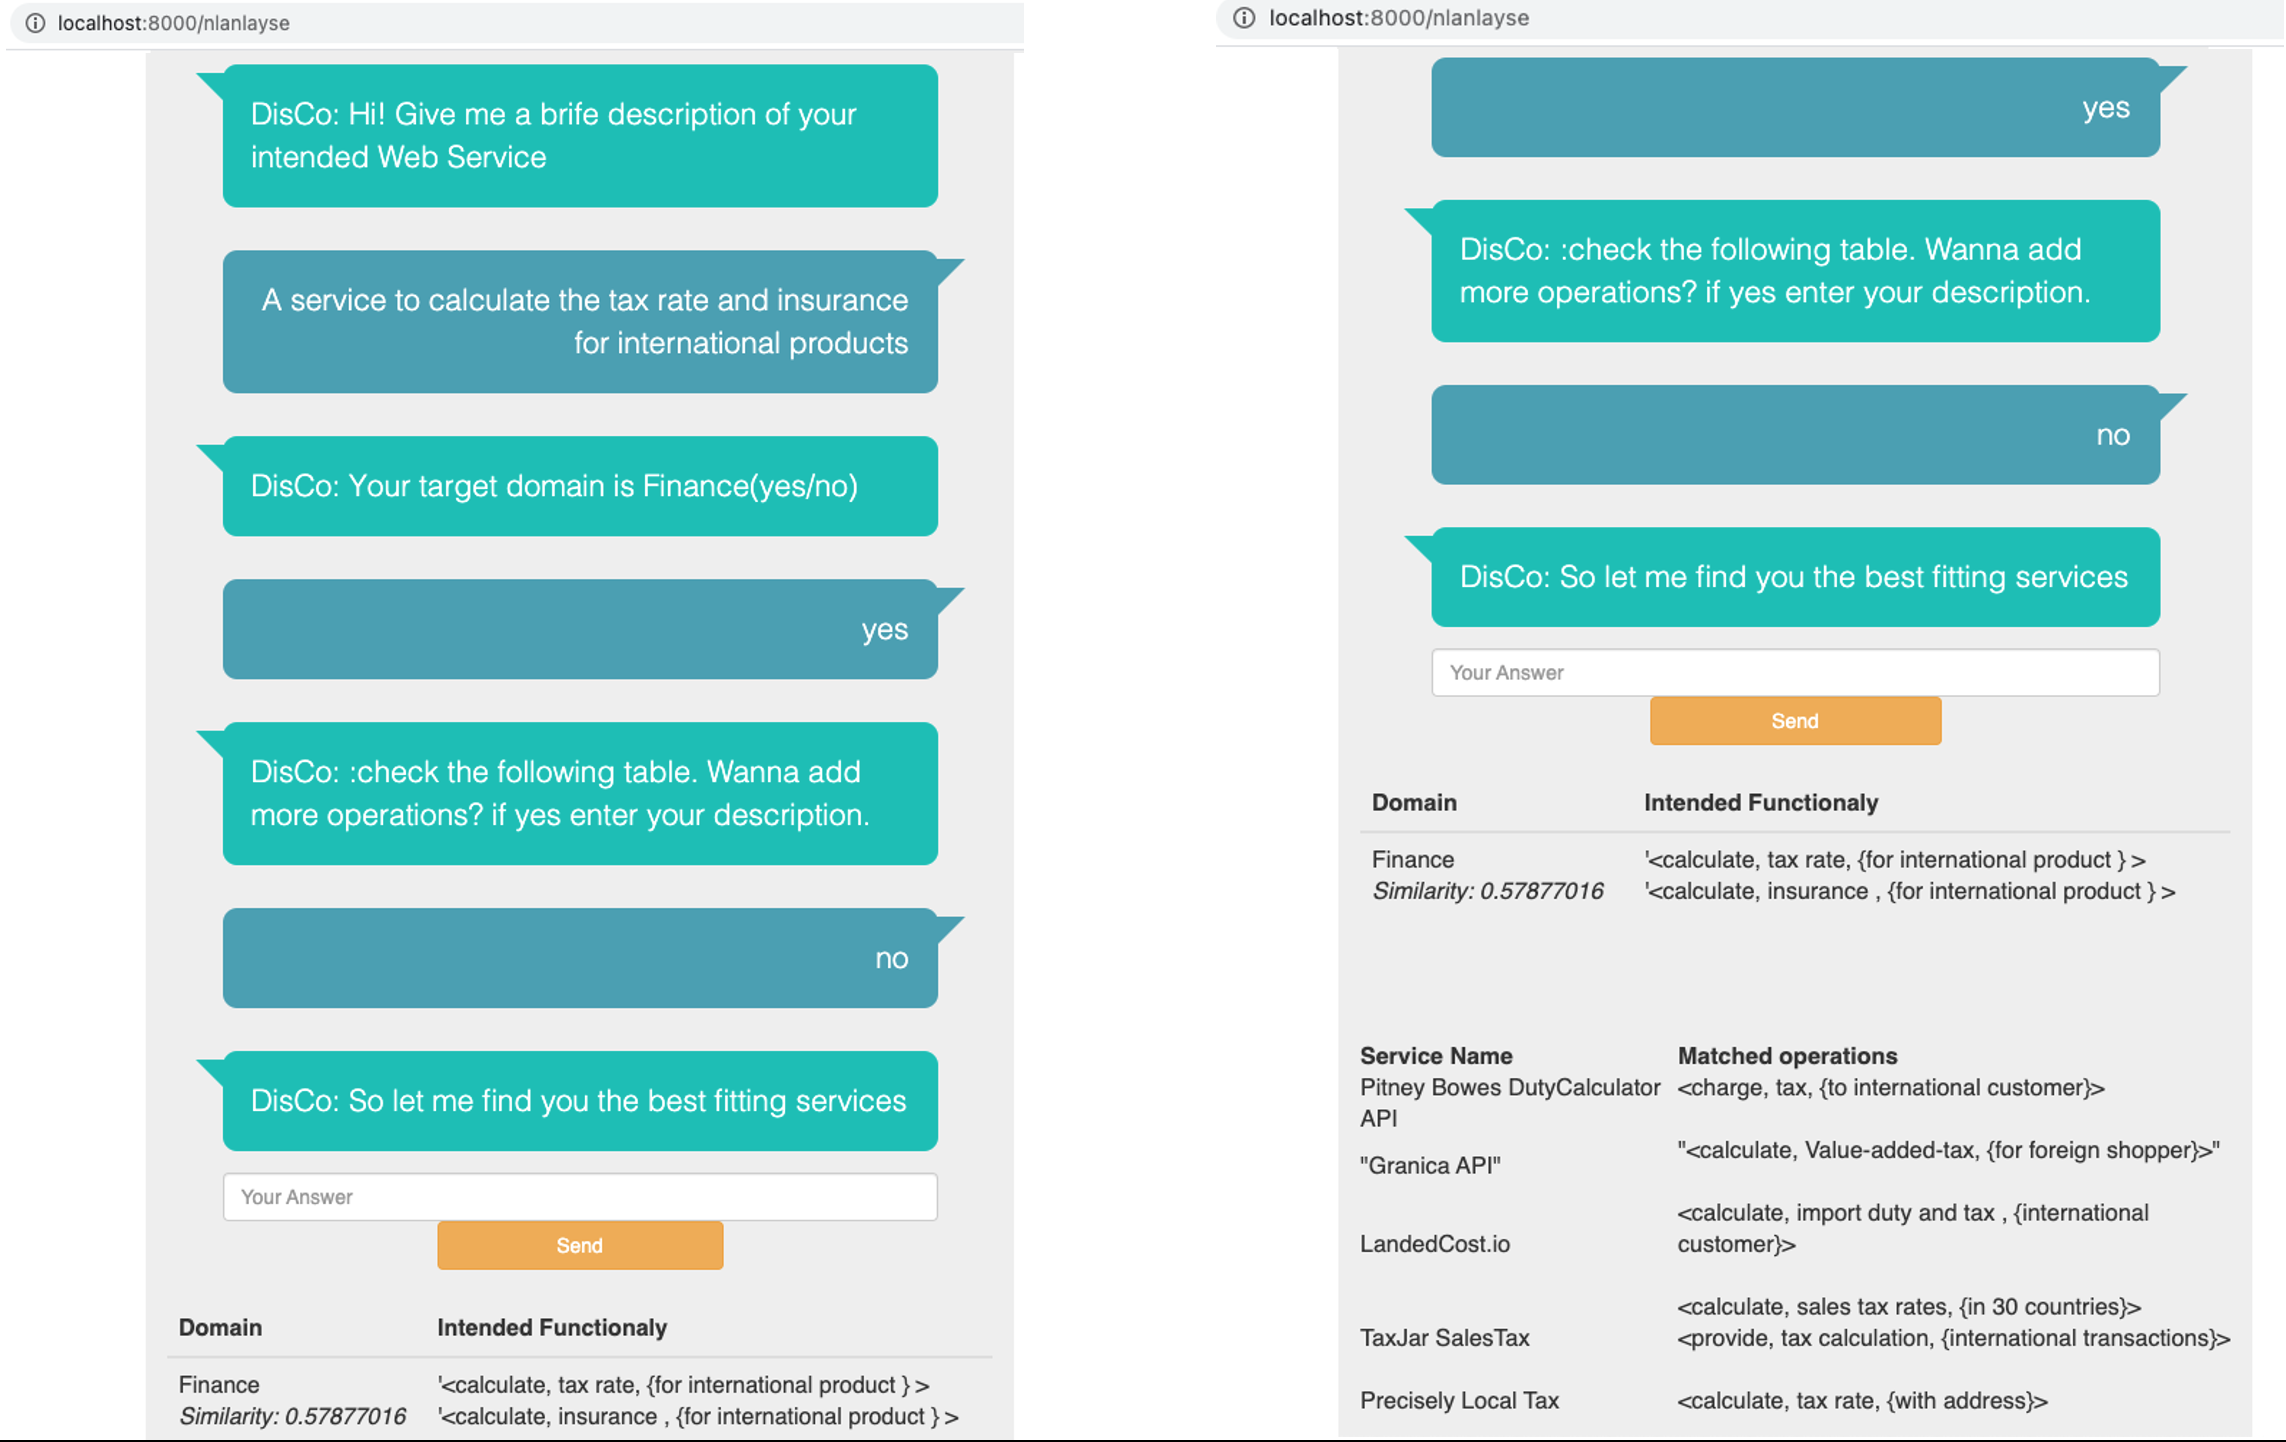 localhost:8000/nlanlayse
DisCo: Hi! Give me a brife description of your
intended Web Service
A service to calculate the tax rate and insurance
for international products
DisCo: Your target domain is Finance(yes/no)
yes
DisCo: :check the following table. Wanna add
more operations? if yes enter your description.
no
DisCo: So let me find you the best fitting services
Your Answer
Send
Domain Intended Functionaly
Finance '<calculate, tax rate, {for international product } >
Similarity: 0.57877016 '<calculate, insurance , {for international product } >
localhost:8000/nlanlayse
yes
DisCo: :check the following table. Wanna add
more operations? if yes enter your description.
no
DisCo: So let me find you the best fitting services
Your Answer
Send
Domain Intended Functionaly
Finance '<calculate, tax rate, {for international product } >
Similarity: 0.57877016 '<calculate, insurance , {for international product } >
Service Name Matched operations
Pitney Bowes DutyCalculator <charge, tax, {to international customer}>
API
"Granica API" "<calculate, Value-added-tax, {for foreign shopper}>"
<calculate, import duty and tax , {international
LandedCost.io customer}>
<calculate, sales tax rates, {in 30 countries}>
TaxJar SalesTax <provide, tax calculation, {international transactions}>
Precisely Local Tax <calculate, tax rate, {with address}>